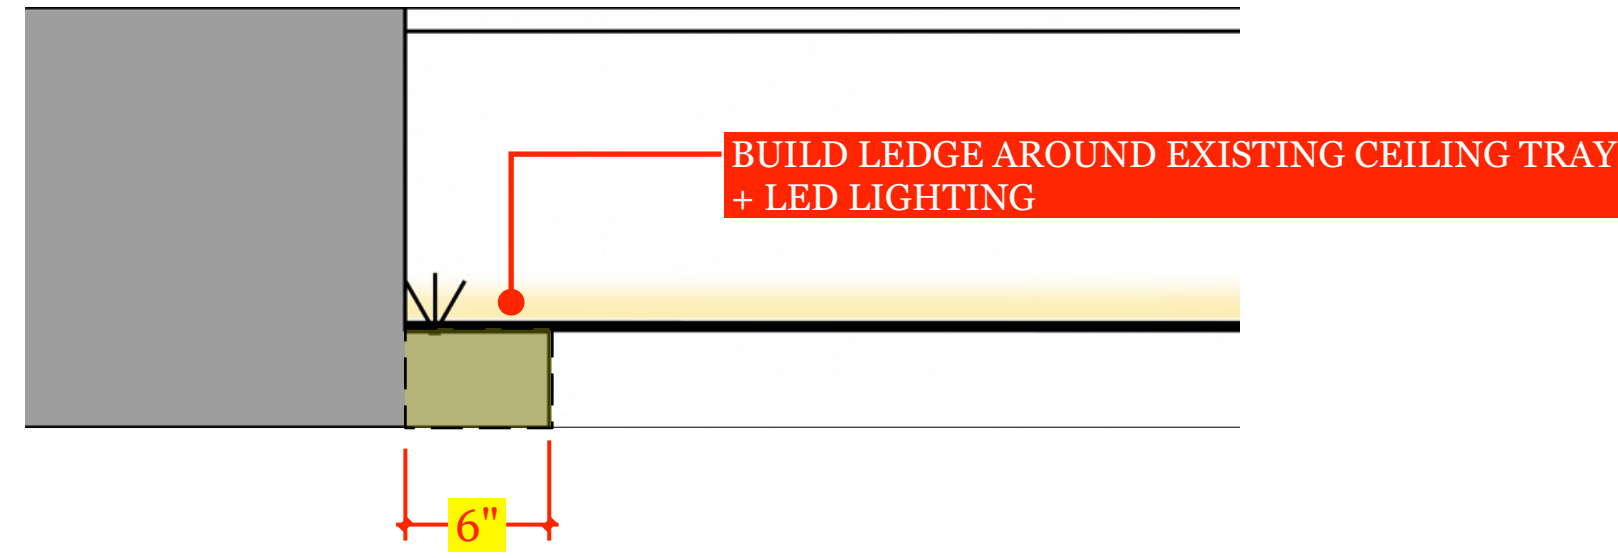 BUILD LEDGE AROUND EXISTING CEILING TRAY
+ LED LIGHTING
6"